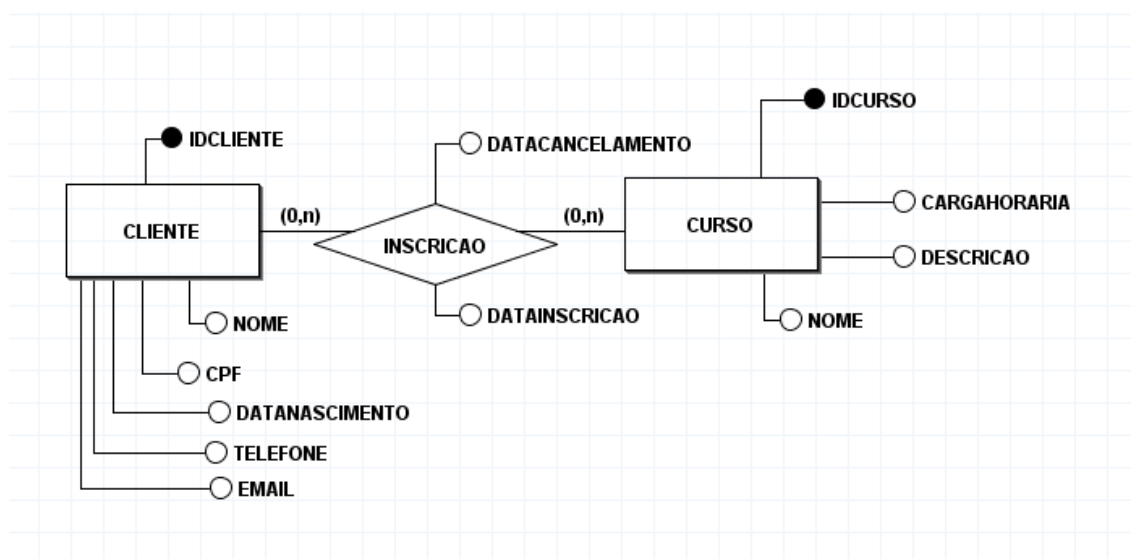 IDCURSO
IDCLIENTE
DATACANCELAMENTO
CARGAHORARIA
(0,n)
(0,n)
CLIENTE
INSCRICAO
CURSO
DESCRICAO
DATAINSCRICAO
NOME
NOME
CPF
DATANASCIMENTO
TELEFONE
EMAIL